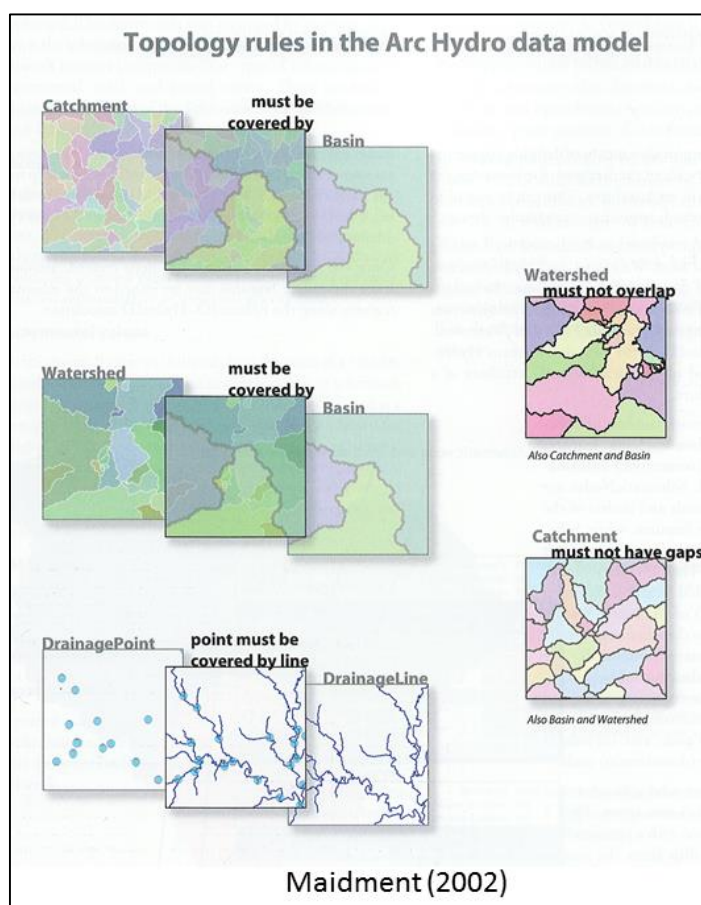 Topology rules in the Arc Hydro data model
Catchment
must be
covered by
Basin
Watershed
must not overlap
Also Catchment and Basin
Watershed
must be
covered by
Basin
Catchment
must not have gaps
Also Basin and Watershed
DrainagePoint
point must be
covered by line
DrainageLine
Maidment (2002)